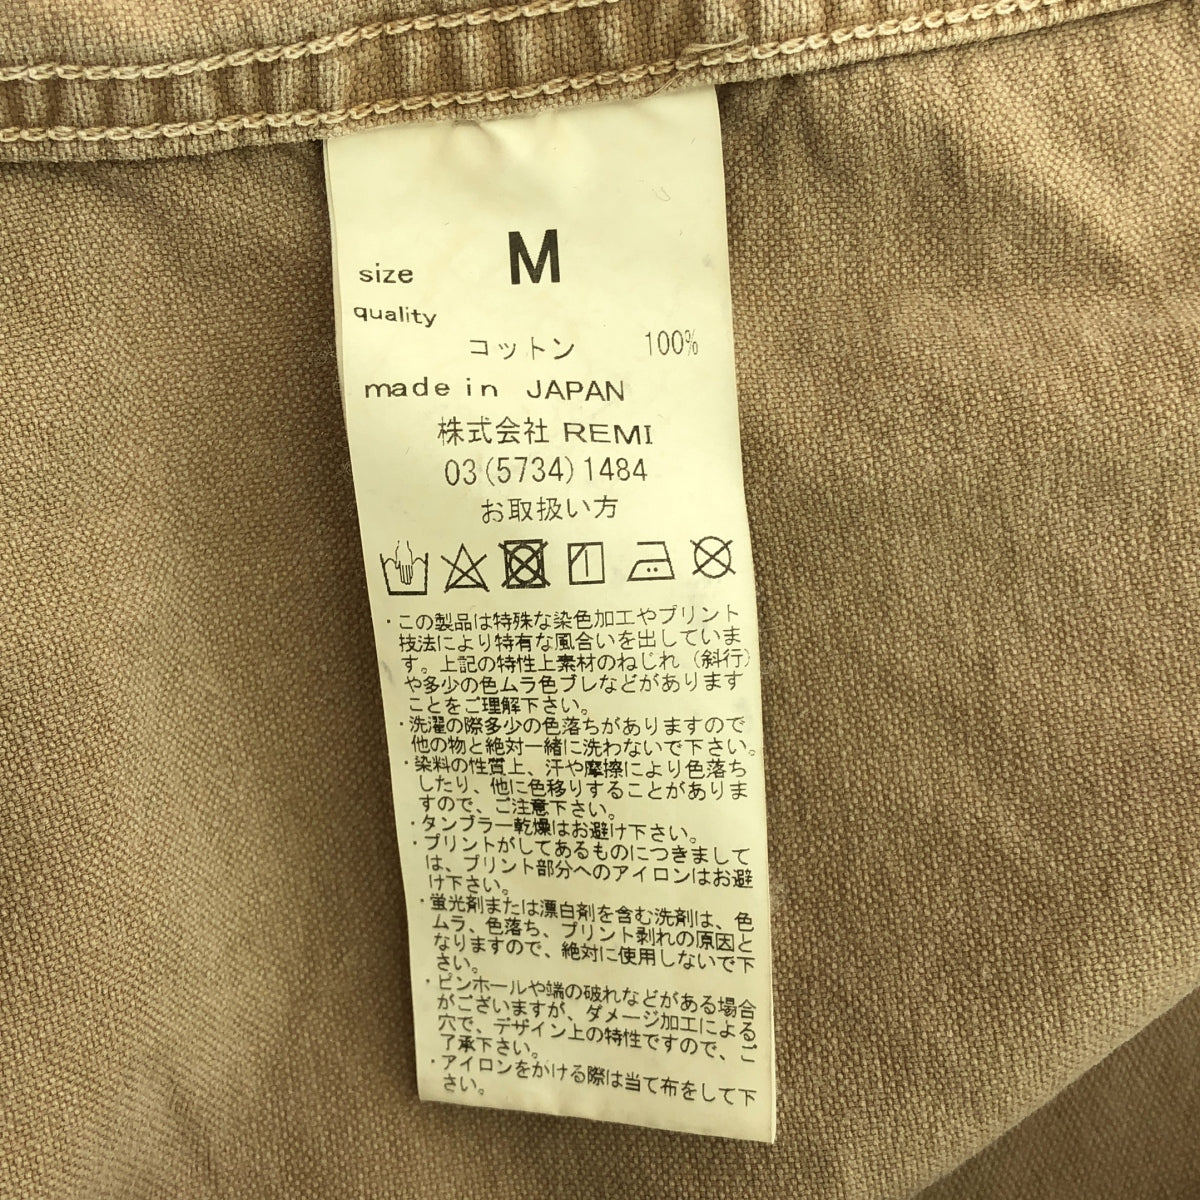 size M
quality
コットン 100%
made in JAPAN
株式会社 REMI
03(5734)1484
お取扱い方
・この製品は特殊な染色加工やプリント
技法により特有な風合いを出していま
す。上記の特性上素材のねじれ（斜行）
や多少の色ムラ色ブレなどがあります
ことをご理解下さい。
・洗濯の際多少の色落ちがありますので
他の物と絶対一緒に洗わないで下さい。
・染料の性質上、汗や摩擦により色落ち
したり、他に色移りすることがありま
すので、ご注意下さい。
・タンブラー乾燥はお避け下さい。
・プリントがしてあるものにつきまして
は、プリント部分へのアイロンはお避
け下さい。
・蛍光剤または漂白剤を含む洗剤は、色
ムラ、色落ち、プリント剥れの原因と
なりますので、絶対に使用しないで下
さい。
・ピンホールや端の破れなどがある場合
がございますが、ダメージ加工による
穴で、デザイン上の特性ですので、ご
了承下さい。
・アイロンをかける際は当て布をして下
さい。